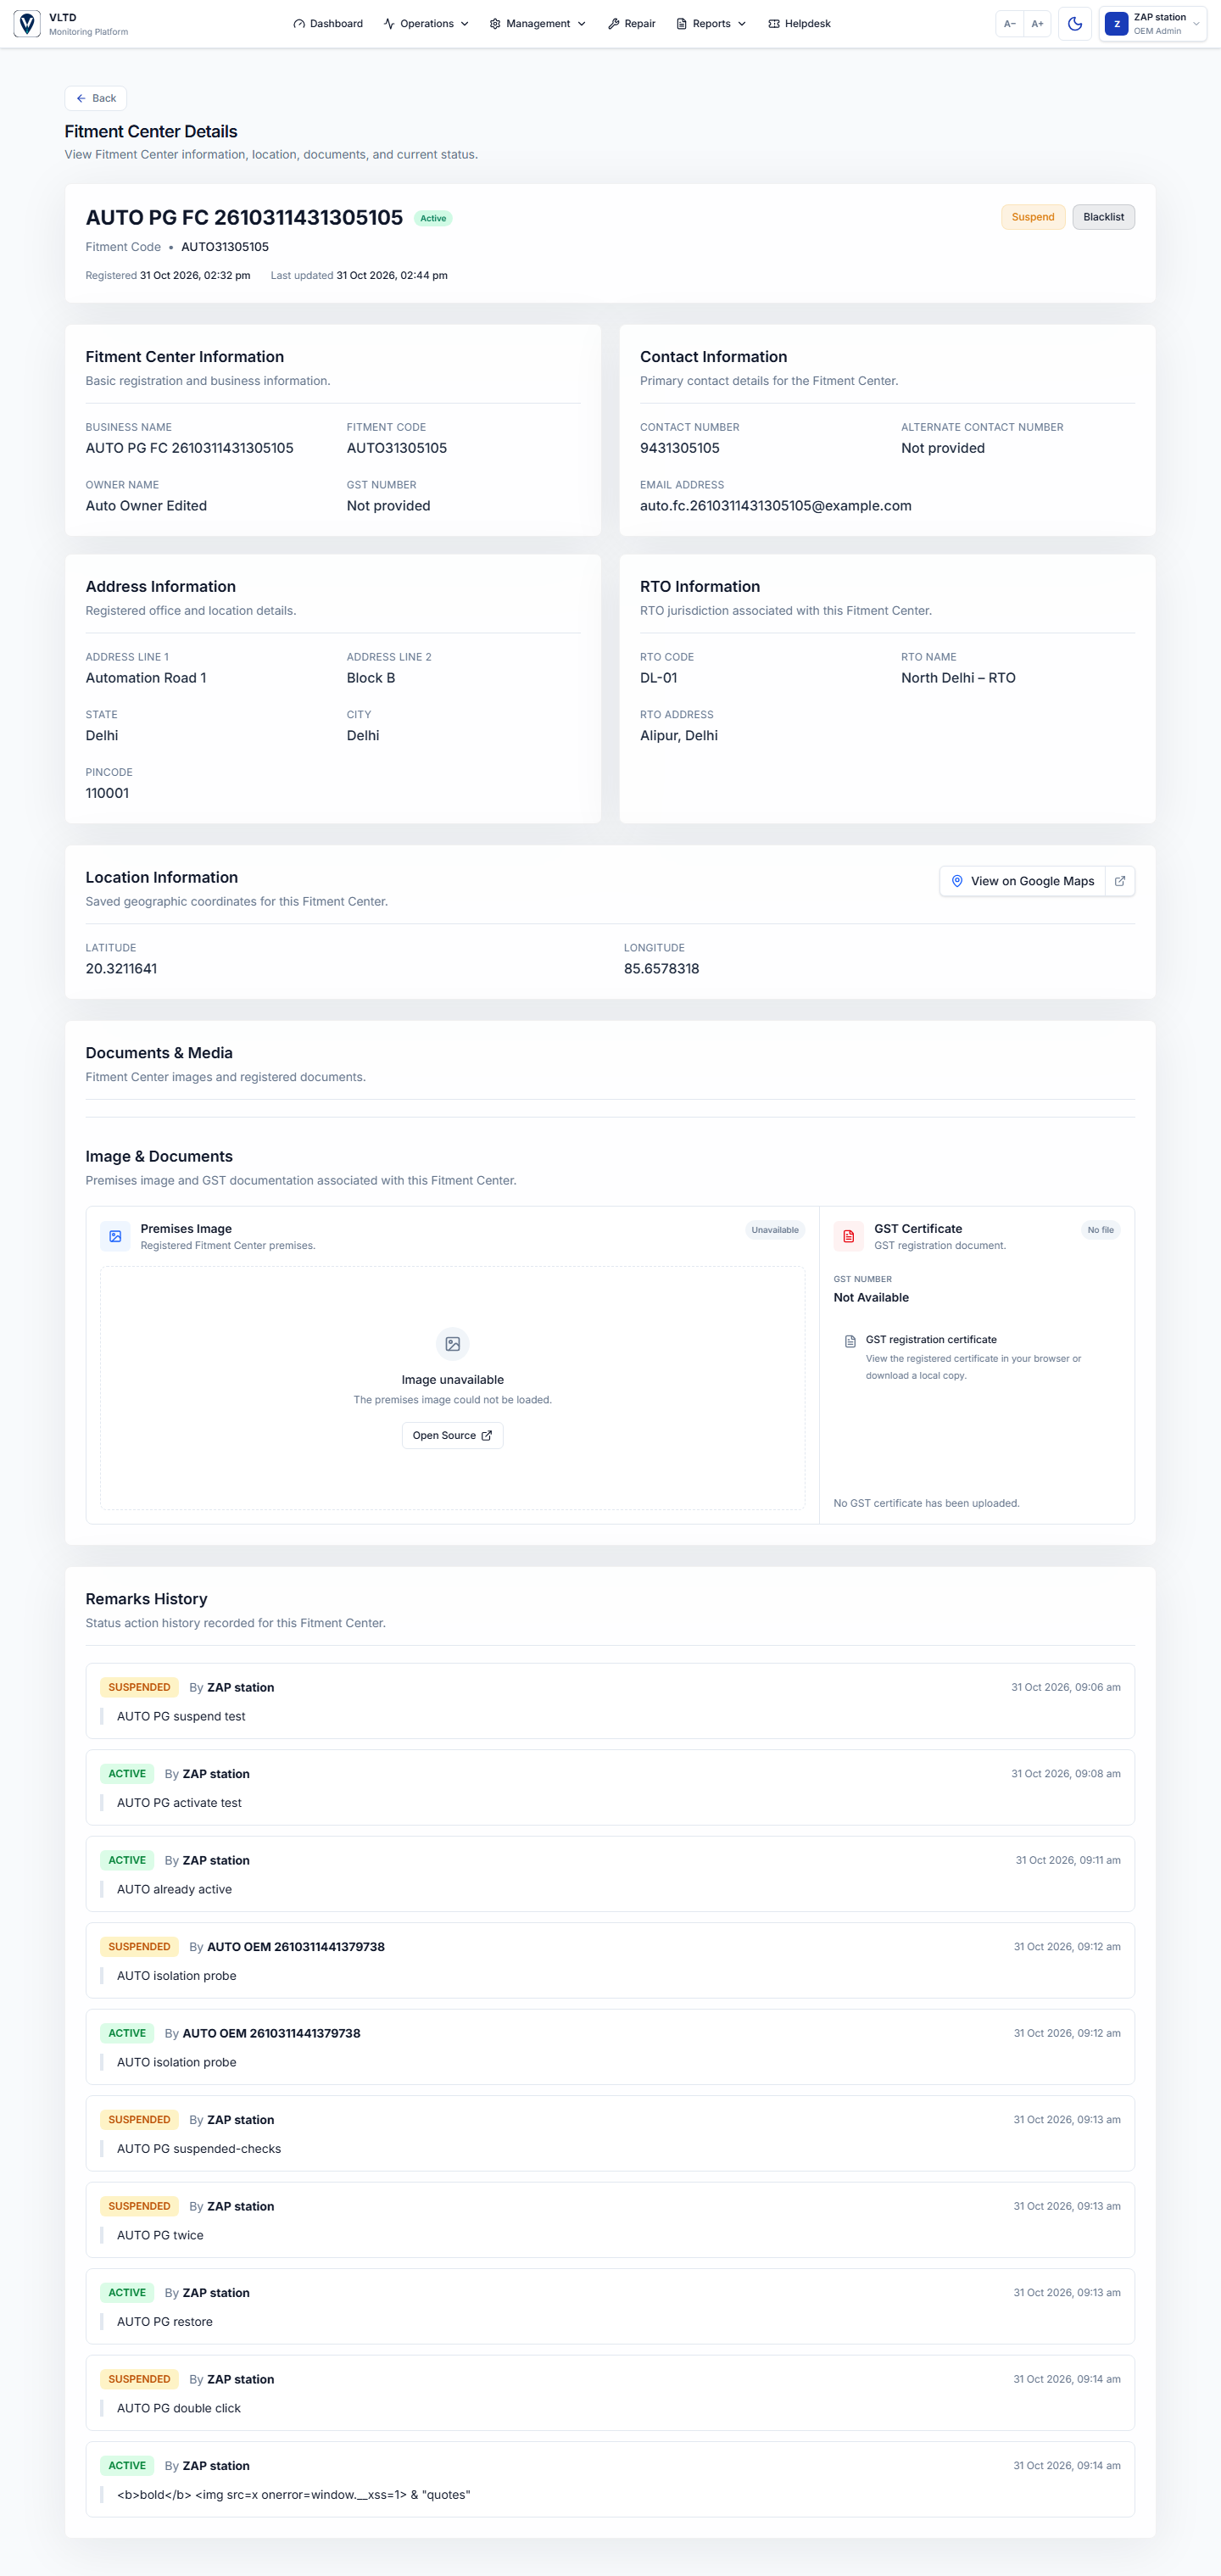 VLTD
Monitoring Platform
Dashboard
Operations
Management
Repair
Reports
Helpdesk
A−
A+
Z
ZAP station
OEM Admin
Back
Fitment Center Details
View Fitment Center information, location, documents, and current status.
AUTO PG FC 2610311431305105
Active
Suspend
Blacklist
Fitment Code • AUTO31305105
Registered 31 Oct 2026, 02:32 pm
Last updated 31 Oct 2026, 02:44 pm
Fitment Center Information
Basic registration and business information.
BUSINESS NAME
AUTO PG FC 2610311431305105
FITMENT CODE
AUTO31305105
OWNER NAME
Auto Owner Edited
GST NUMBER
Not provided
Contact Information
Primary contact details for the Fitment Center.
CONTACT NUMBER
9431305105
ALTERNATE CONTACT NUMBER
Not provided
EMAIL ADDRESS
auto.fc.2610311431305105@example.com
Address Information
Registered office and location details.
ADDRESS LINE 1
Automation Road 1
ADDRESS LINE 2
Block B
STATE
Delhi
CITY
Delhi
PINCODE
110001
RTO Information
RTO jurisdiction associated with this Fitment Center.
RTO CODE
DL-01
RTO NAME
North Delhi – RTO
RTO ADDRESS
Alipur, Delhi
Location Information
Saved geographic coordinates for this Fitment Center.
View on Google Maps
LATITUDE
20.3211641
LONGITUDE
85.6578318
Documents & Media
Fitment Center images and registered documents.
Image & Documents
Premises image and GST documentation associated with this Fitment Center.
Premises Image
Registered Fitment Center premises.
Unavailable
Image unavailable
The premises image could not be loaded.
Open Source
GST Certificate
GST registration document.
No file
GST NUMBER
Not Available
GST registration certificate
View the registered certificate in your browser or
download a local copy.
No GST certificate has been uploaded.
Remarks History
Status action history recorded for this Fitment Center.
SUSPENDED By ZAP station 31 Oct 2026, 09:06 am
AUTO PG suspend test
ACTIVE By ZAP station 31 Oct 2026, 09:08 am
AUTO PG activate test
ACTIVE By ZAP station 31 Oct 2026, 09:11 am
AUTO already active
SUSPENDED By AUTO OEM 2610311441379738 31 Oct 2026, 09:12 am
AUTO isolation probe
ACTIVE By AUTO OEM 2610311441379738 31 Oct 2026, 09:12 am
AUTO isolation probe
SUSPENDED By ZAP station 31 Oct 2026, 09:13 am
AUTO PG suspended-checks
SUSPENDED By ZAP station 31 Oct 2026, 09:13 am
AUTO PG twice
ACTIVE By ZAP station 31 Oct 2026, 09:13 am
AUTO PG restore
SUSPENDED By ZAP station 31 Oct 2026, 09:14 am
AUTO PG double click
ACTIVE By ZAP station 31 Oct 2026, 09:14 am
<b>bold</b> <img src=x onerror=window.__xss=1> & "quotes"